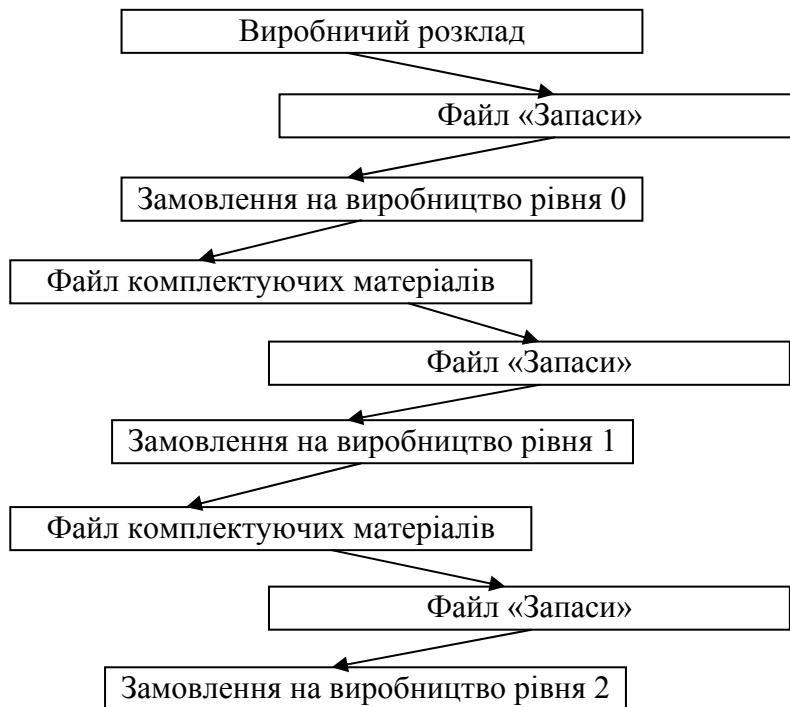 Виробничий розклад
Файл «Запаси»
Замовлення на виробництво рівня 0
Файл комплектуючих матеріалів
Файл «Запаси»
Замовлення на виробництво рівня 1
Файл комплектуючих матеріалів
Файл «Запаси»
Замовлення на виробництво рівня 2